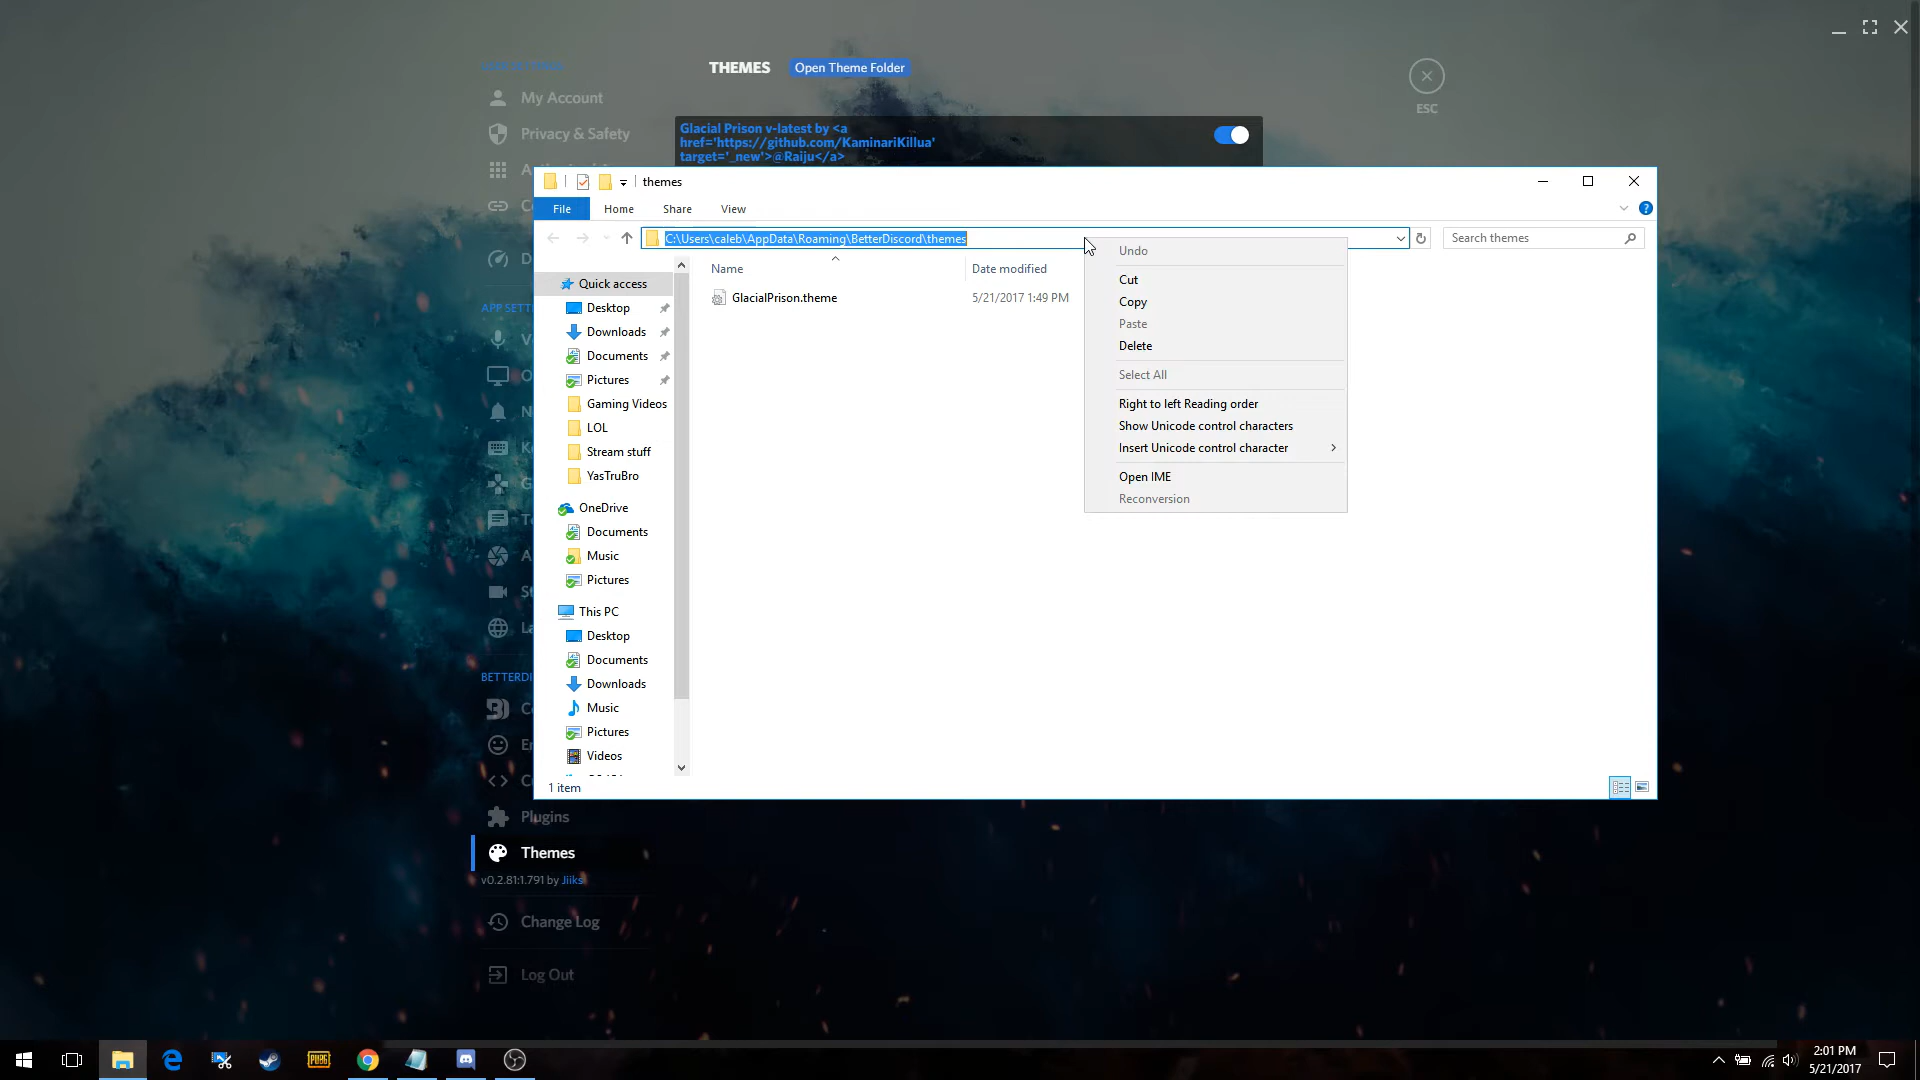 THEMES
Open Theme Folder
ESC
My Account
Privacy & Safety
Glacial Prison v-latest by <a
href='https://github.com/KaminariKillua'
target='_new'>@Raiju</a>
APP SETT
BETTERDI
Plugins
Themes
v0.2.81:1.791 by Jiiks
Change Log
Log Out
themes
File
Home
Share
View
C:\Users\caleb\AppData\Roaming\BetterDiscord\themes
Search themes
Quick access
Desktop
Downloads
Documents
Pictures
Gaming Videos
LOL
Stream stuff
YasTruBro
OneDrive
Documents
Music
Pictures
This PC
Desktop
Documents
Downloads
Music
Pictures
Videos
Name
Date modified
GlacialPrison.theme
5/21/2017 1:49 PM
Undo
Cut
Copy
Paste
Delete
Select All
Right to left Reading order
Show Unicode control characters
Insert Unicode control character
Open IME
Reconversion
1 item
PUBG
2:01 PM
5/21/2017